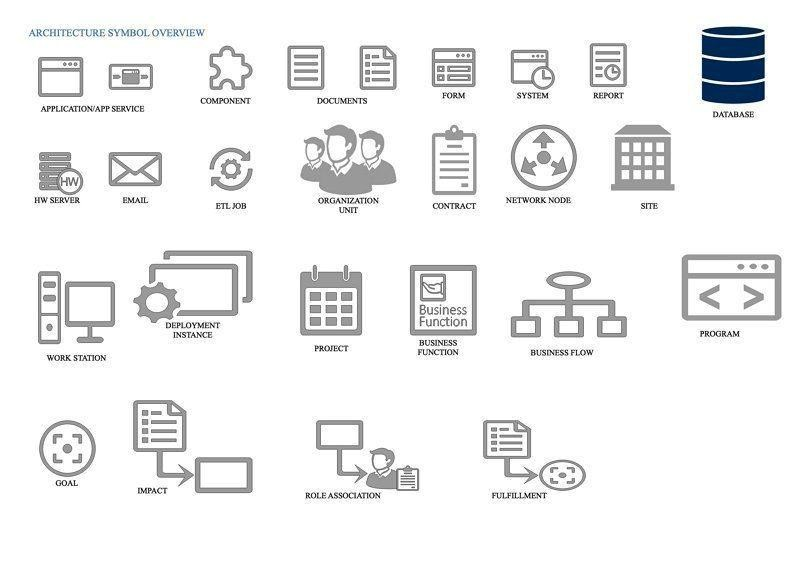 ARCHITECTURE SYMBOL OVERVIEW
APPLICATION/APP SERVICE
COMPONENT
DOCUMENTS
FORM
SYSTEM
REPORT
DATABASE
HW
HW SERVER
EMAIL
ETL JOB
ORGANIZATION
UNIT
CONTRACT
NETWORK NODE
SITE
WORK STATION
DEPLOYMENT
INSTANCE
PROJECT
Business
Function
BUSINESS
FUNCTION
BUSINESS FLOW
PROGRAM
GOAL
IMPACT
ROLE ASSOCIATION
FULFILLMENT